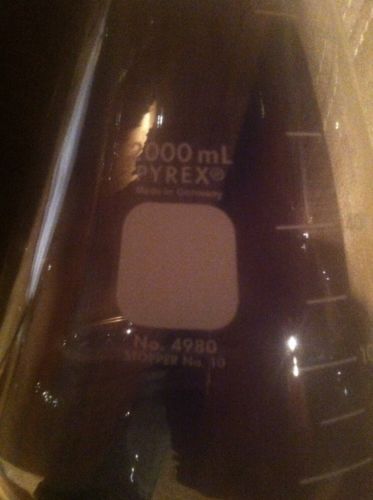 2000 mL
PYREX®
Made in Germany
No. 4980
STOPPER No. 10